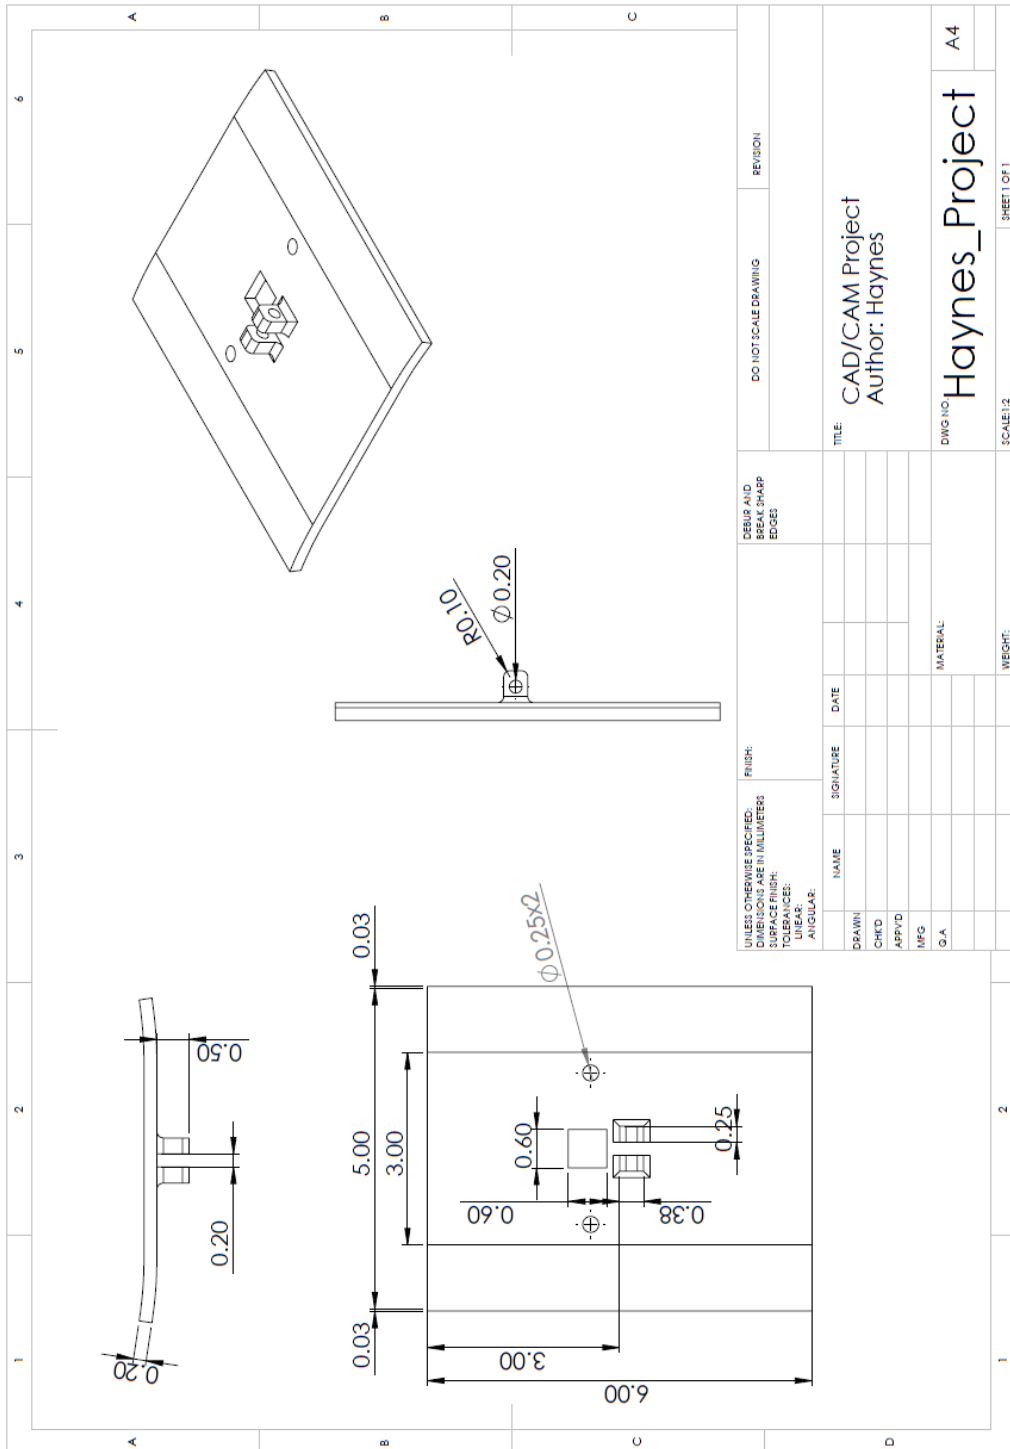 A
B
C
6
5
4
3
2
1
A
B
C
D
2
1
0.50
0.20
0.20
R0.10
Ø0.20
0.03
5.00
3.00
0.03
Ø0.25x2
0.60
0.60
0.38
0.25
3.00
6.00
UNLESS OTHERWISE SPECIFIED:
DIMENSIONS ARE IN MILLIMETERS
SURFACE FINISH:
TOLERANCES:
LINEAR:
ANGULAR:
FINISH:
DEBUR AND
BREAK SHARP
EDGES
DO NOT SCALE DRAWING
REVISION
NAME
SIGNATURE
DATE
DRAWN
CHK'D
APPV'D
MFG
Q.A
MATERIAL:
WEIGHT:
TITLE:
CAD/CAM Project
Author: Haynes
DWG NO.
Haynes_Project
A4
SCALE:1:2
SHEET 1 OF 1